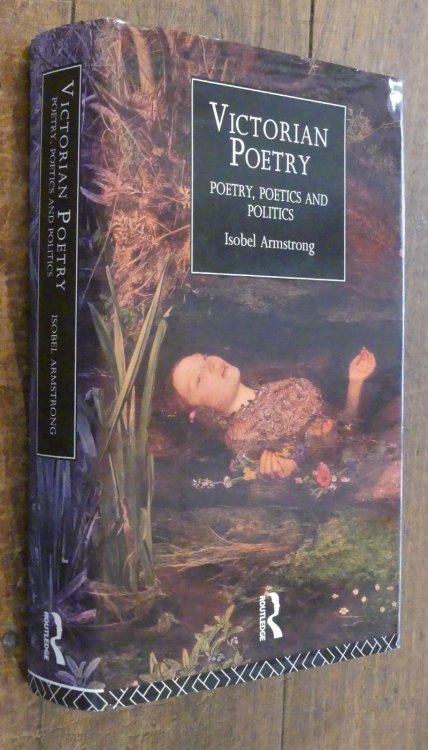 VICTORIAN POETRY
POETRY, POETICS AND POLITICS
ISOBEL ARMSTRONG
ROUTLEDGE
VICTORIAN
POETRY
POETRY, POETICS AND
POLITICS
Isobel Armstrong
ROUTLEDGE